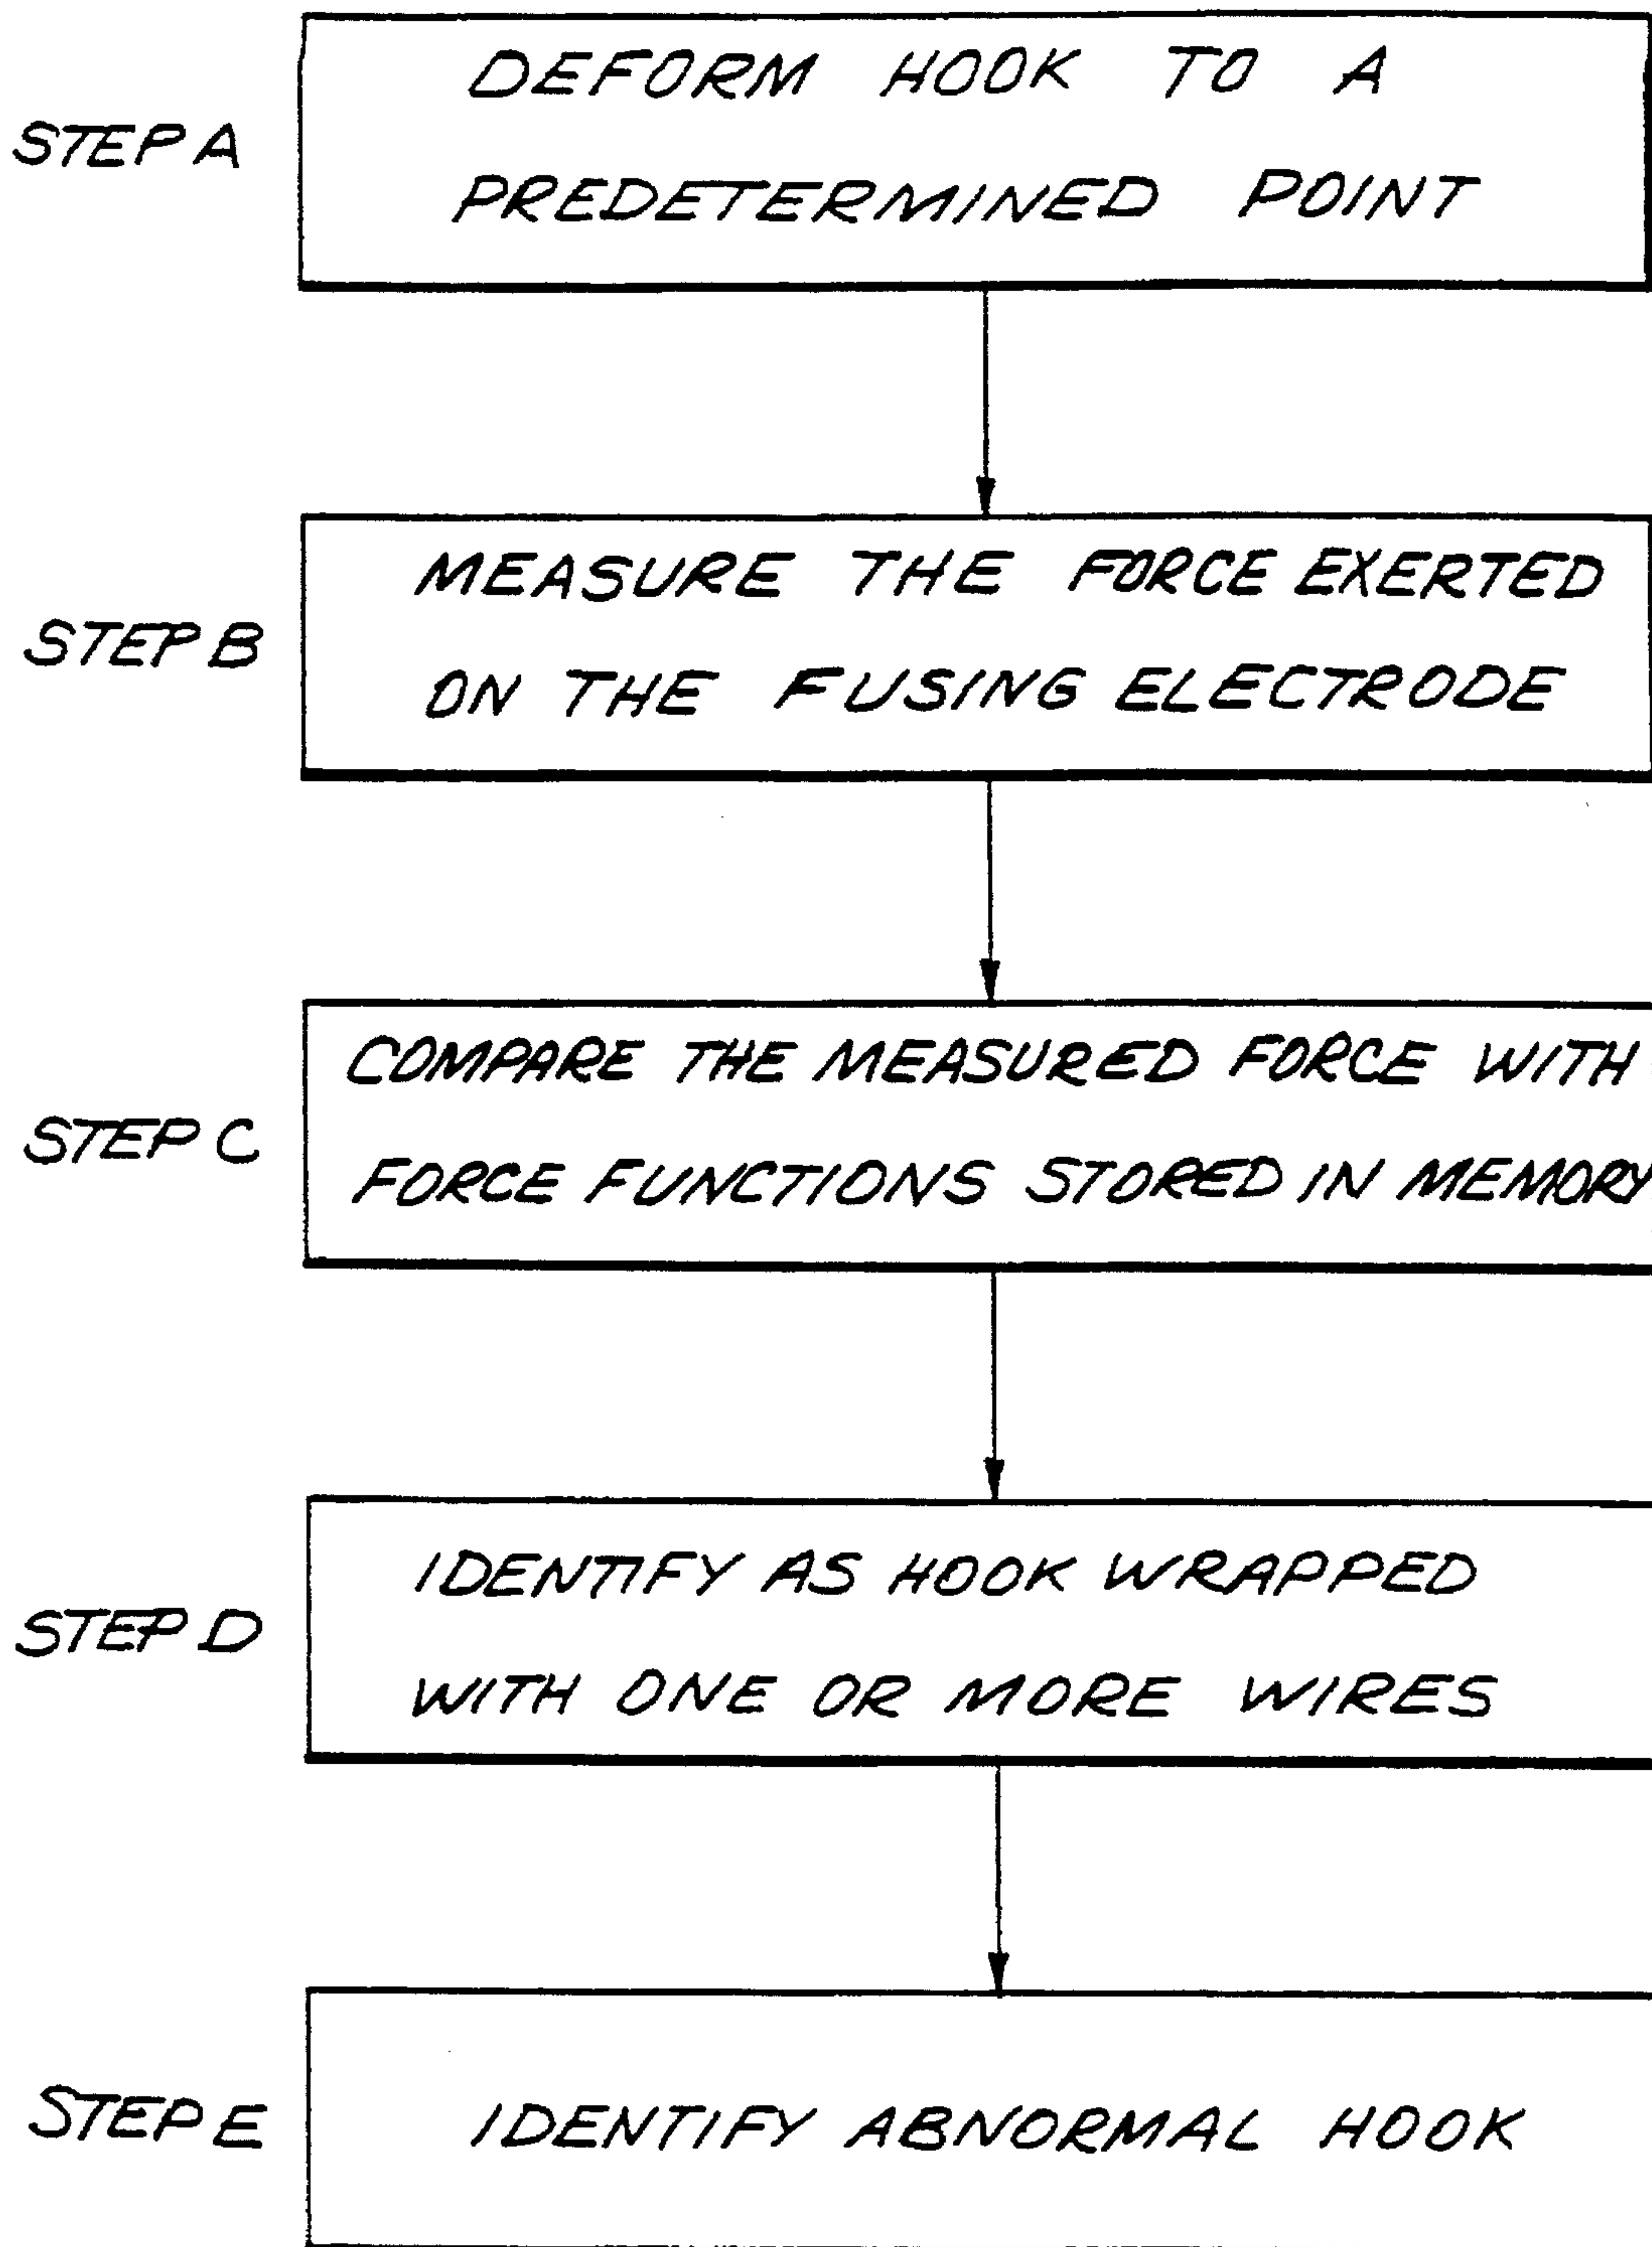 DEFORM HOOK TO A
STEP A
PREDETERMINED POINT
MEASURE THE FORCE EXERTED
STEP B
ON THE FUSING ELECTRODE
COMPARE THE MEASURED FORCE WITH
STEP C
FORCE FUNCTIONS STORED IN MEMORY
IDENTIFY AS HOOK WRAPPED
STEP D
WITH ONE OR MORE WIRES
STEP E
IDENTIFY ABNORMAL HOOK